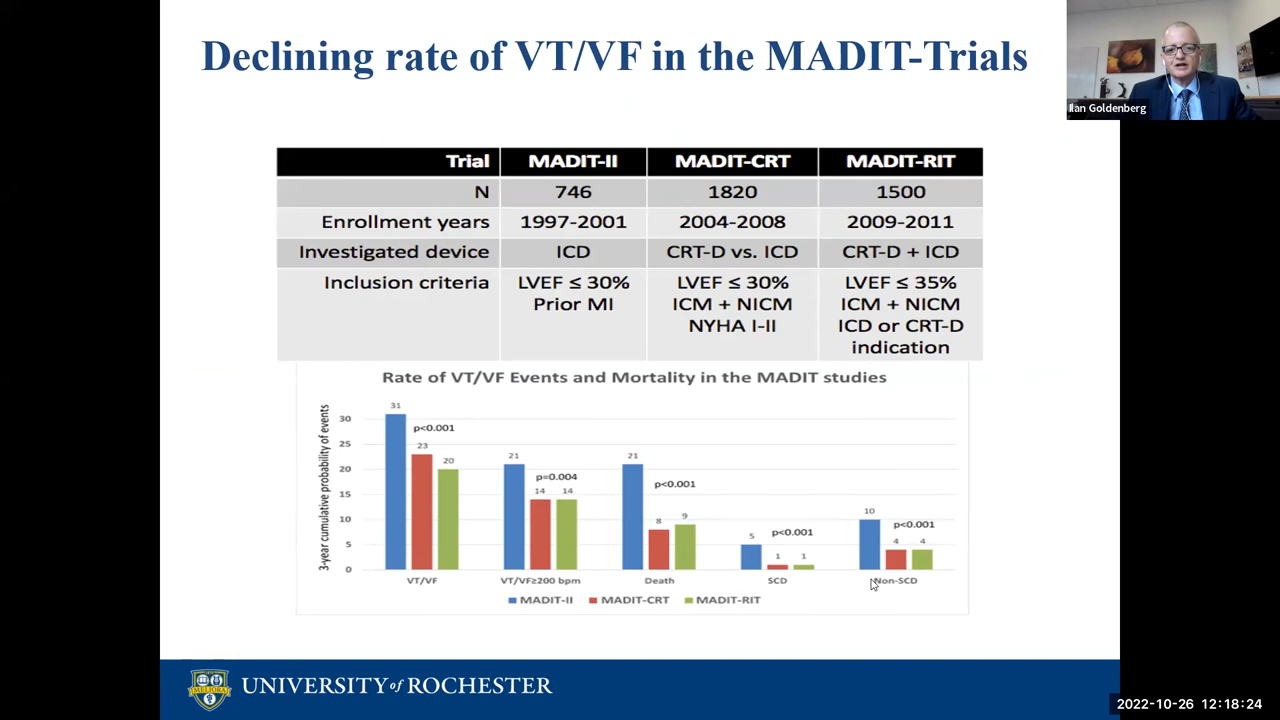 Declining rate of VT/VF in the MADIT-Trials
Ilan Goldenberg
Trial MADIT-II MADIT-CRT MADIT-RIT
N 746 1820 1500
Enrollment years 1997-2001 2004-2008 2009-2011
Investigated device ICD CRT-D vs. ICD CRT-D + ICD
Inclusion criteria LVEF ≤ 30% LVEF ≤ 30% LVEF ≤ 35%
Prior MI ICM + NICM ICM + NICM
NYHA I-II ICD or CRT-D
indication
Rate of VT/VF Events and Mortality in the MADIT studies
3-year cumulative probability of events
30
25
20
15
10
5
0
31 p<0.001 23 20
21 p=0.004 14 14
21 p<0.001 8 9
5 p<0.001 1 1
10 p<0.001 4 4
VT/VF VT/VF≥200 bpm Death SCD Non-SCD
MADIT-II MADIT-CRT MADIT-RIT
MELIORA
UNIVERSITY of ROCHESTER
2022-10-26 12:18:24